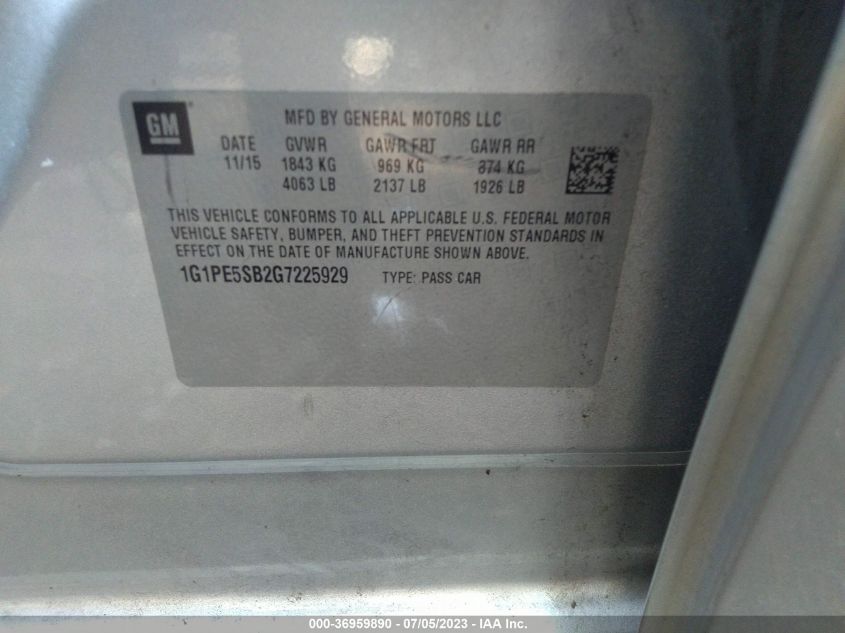 GM ®
MFD BY GENERAL MOTORS LLC
DATE GVWR GAWR FRT GAWR RR
11/15 1843 KG 969 KG 874 KG
4063 LB 2137 LB 1926 LB
THIS VEHICLE CONFORMS TO ALL APPLICABLE U.S. FEDERAL MOTOR
VEHICLE SAFETY, BUMPER, AND THEFT PREVENTION STANDARDS IN
EFFECT ON THE DATE OF MANUFACTURE SHOWN ABOVE.
1G1PE5SB2G7225929 TYPE: PASS CAR
000-36959890 - 07/05/2023 - IAA Inc.